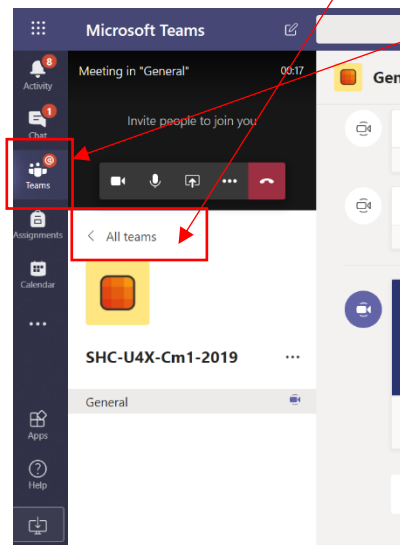 Microsoft Teams
8
Activity
Meeting in "General"
00:17
Invite people to join you
1
Chat
Teams
Assignments
< All teams
Calendar
SHC-U4X-Cm1-2019
General
Apps
?
Help
Gen